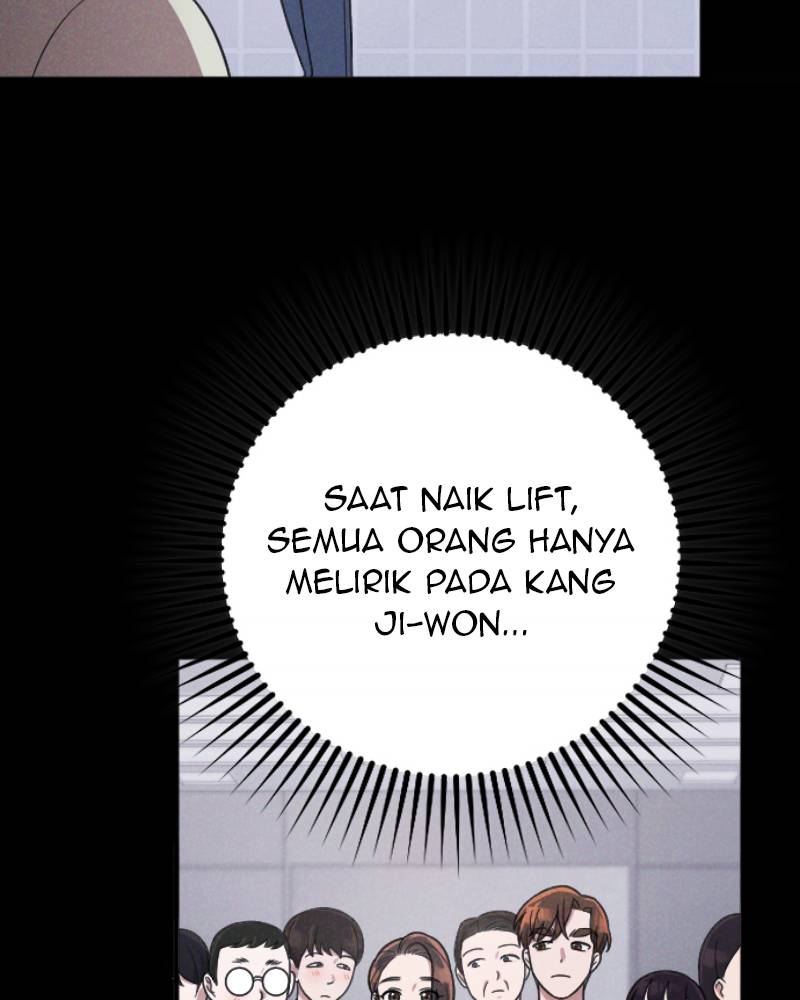 SAAT NAIK LIFT,
SEMUA ORANG HANYA
MELIRIK PADA KANG
JI-WON...